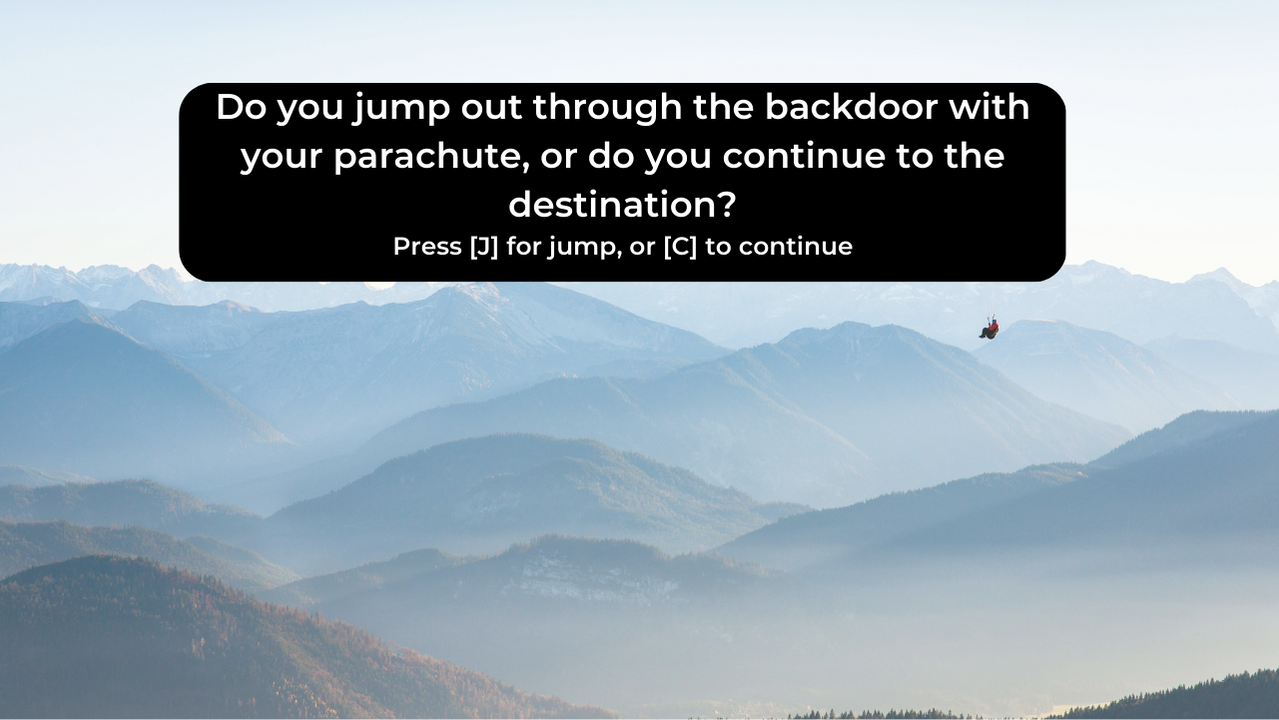 Do you jump out through the backdoor with
your parachute, or do you continue to the
destination?
Press [J] for jump, or [C] to continue